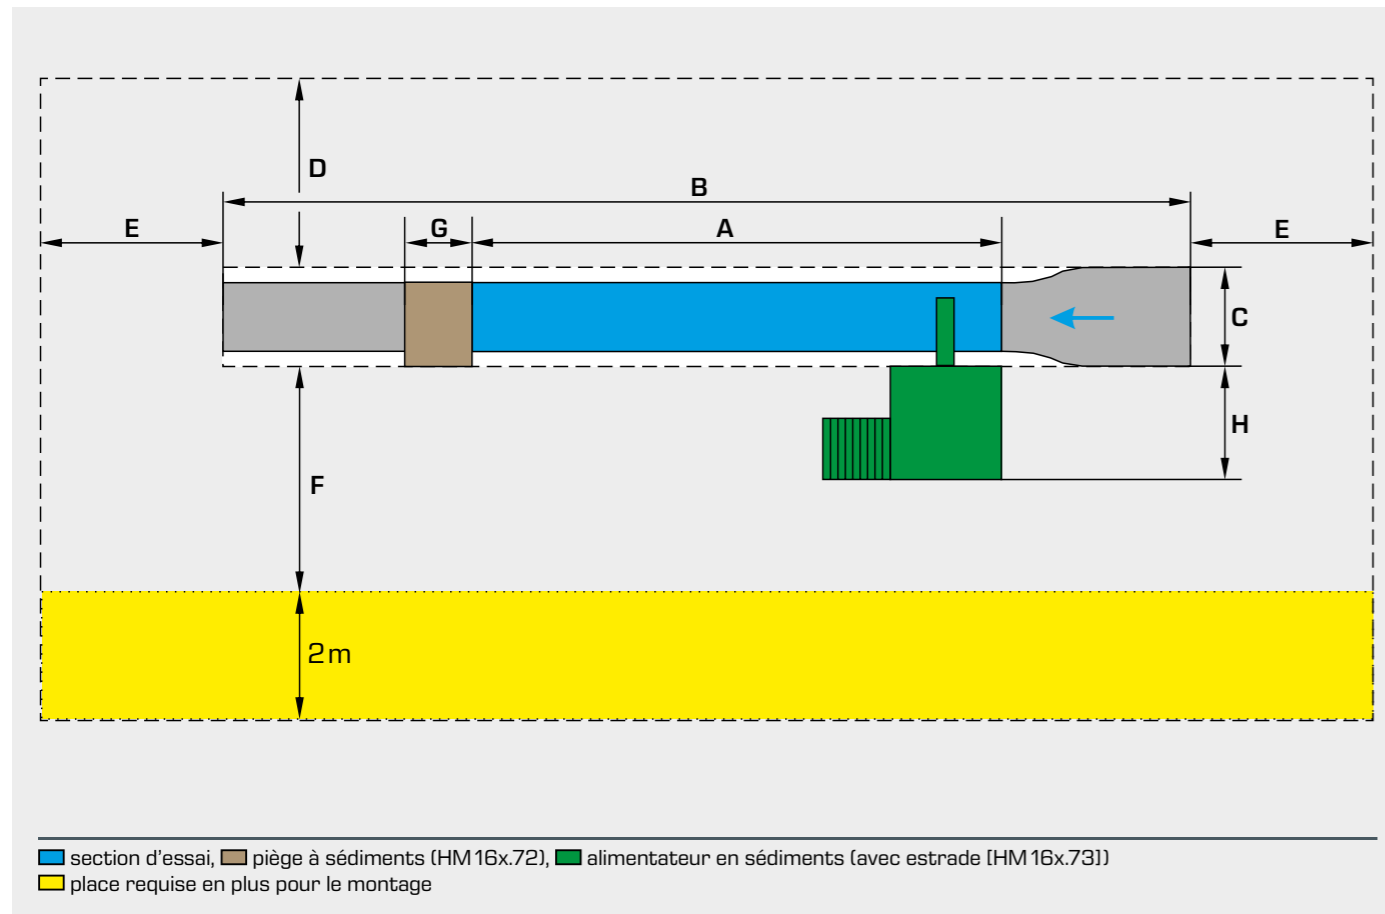 D
B
E
G
A
E
C
H
F
2 m
section d'essai, piège à sédiments (HM 16x.72), alimentateur en sédiments (avec estrade [HM 16x.73])
place requise en plus pour le montage